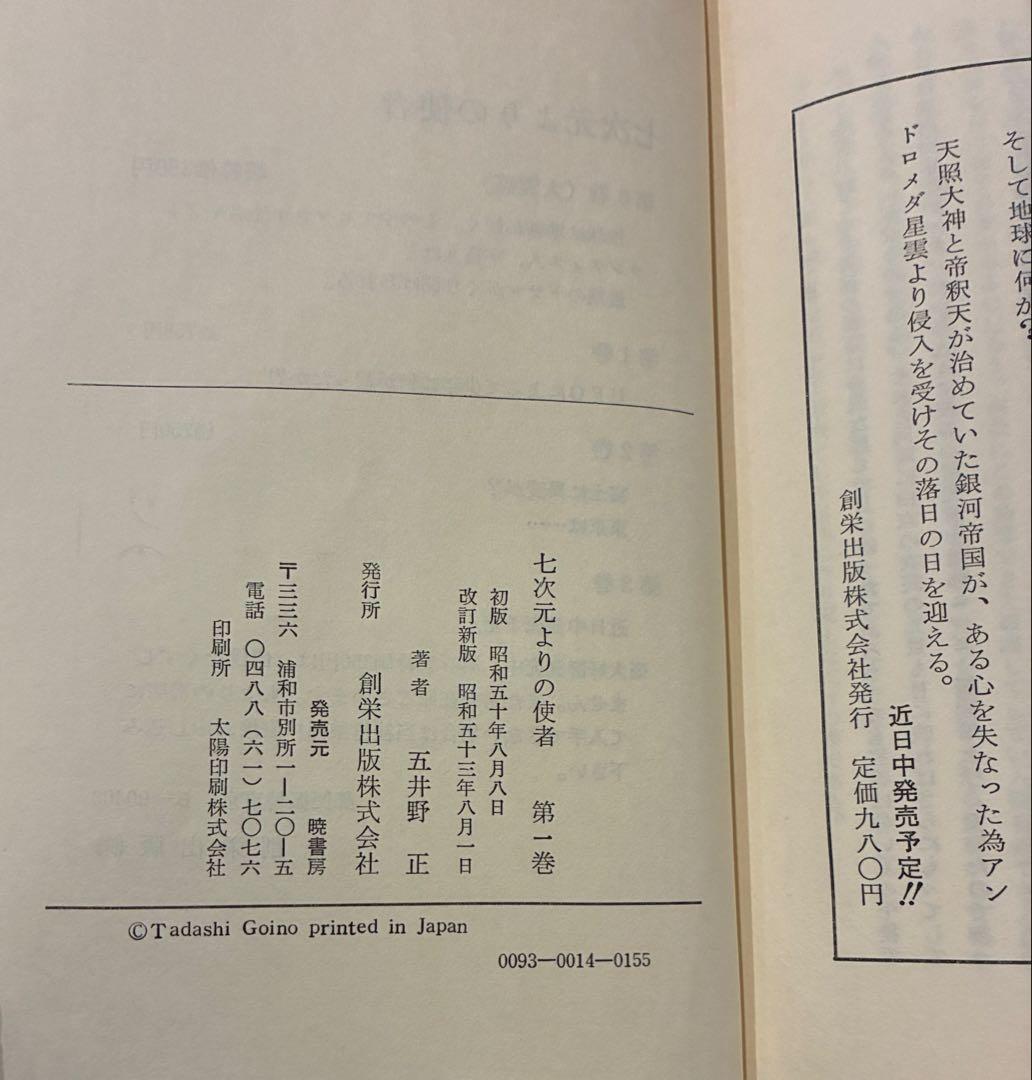 そして地球に何か?
天照大神と帝釈天が治めていた銀河帝国が、ある心を失なった為アン
ドロメダ星雲より侵入を受けその落日の日を迎える。
近日中発売予定!!
創栄出版株式会社発行 定価九八〇円
七次元よりの使者 第一巻
初版 昭和五十年八月八日
改訂新版 昭和五十三年八月一日
著者 五井野 正
発行所 創栄出版株式会社
発売元 暁書房
〒三三六 浦和市別所一—二〇—五
電話 〇四八八(六一)七〇七六
印刷所 太陽印刷株式会社
©Tadashi Goino printed in Japan
0093—0014—0155